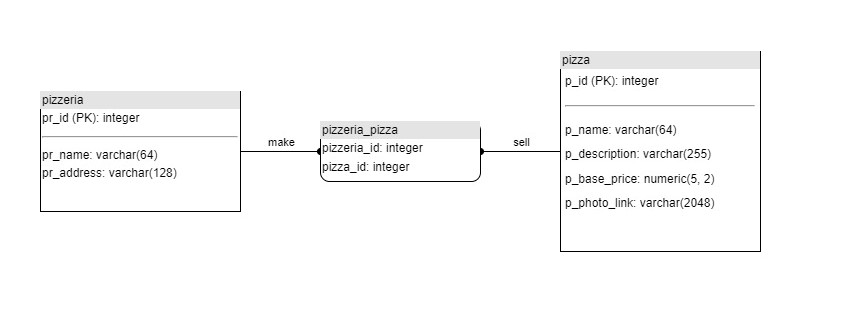 pizzeria
pr_id (PK): integer
pr_name: varchar(64)
pr_address: varchar(128)
make
pizzeria_pizza
pizzeria_id: integer
pizza_id: integer
sell
pizza
p_id (PK): integer
p_name: varchar(64)
p_description: varchar(255)
p_base_price: numeric(5, 2)
p_photo_link: varchar(2048)